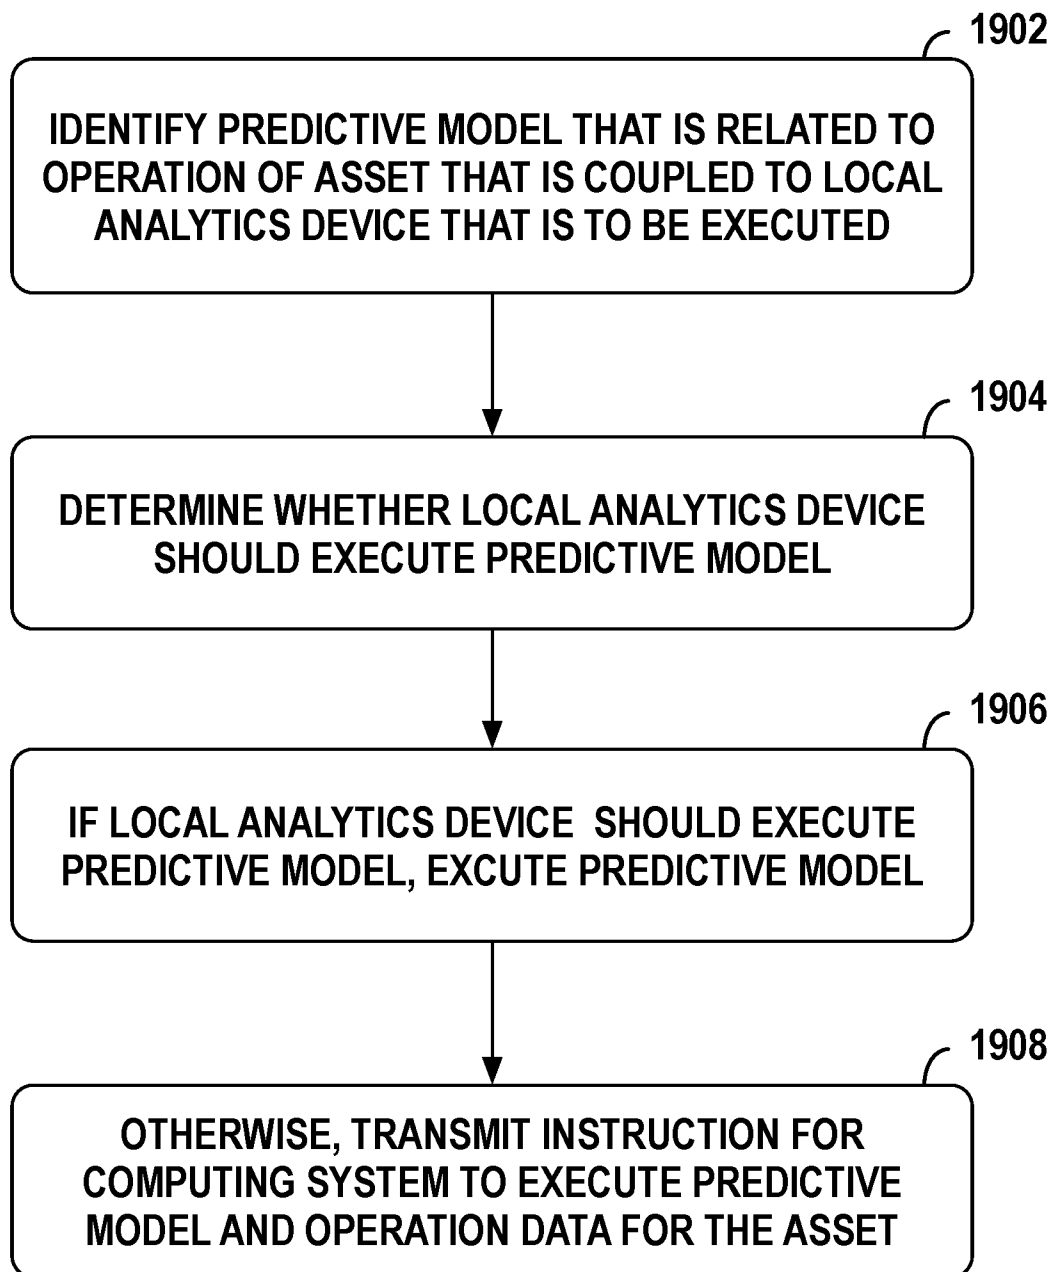 1902
IDENTIFY PREDICTIVE MODEL THAT IS RELATED TO
OPERATION OF ASSET THAT IS COUPLED TO LOCAL
ANALYTICS DEVICE THAT IS TO BE EXECUTED
1904
DETERMINE WHETHER LOCAL ANALYTICS DEVICE
SHOULD EXECUTE PREDICTIVE MODEL
1906
IF LOCAL ANALYTICS DEVICE SHOULD EXECUTE
PREDICTIVE MODEL, EXCUTE PREDICTIVE MODEL
1908
OTHERWISE, TRANSMIT INSTRUCTION FOR
COMPUTING SYSTEM TO EXECUTE PREDICTIVE
MODEL AND OPERATION DATA FOR THE ASSET